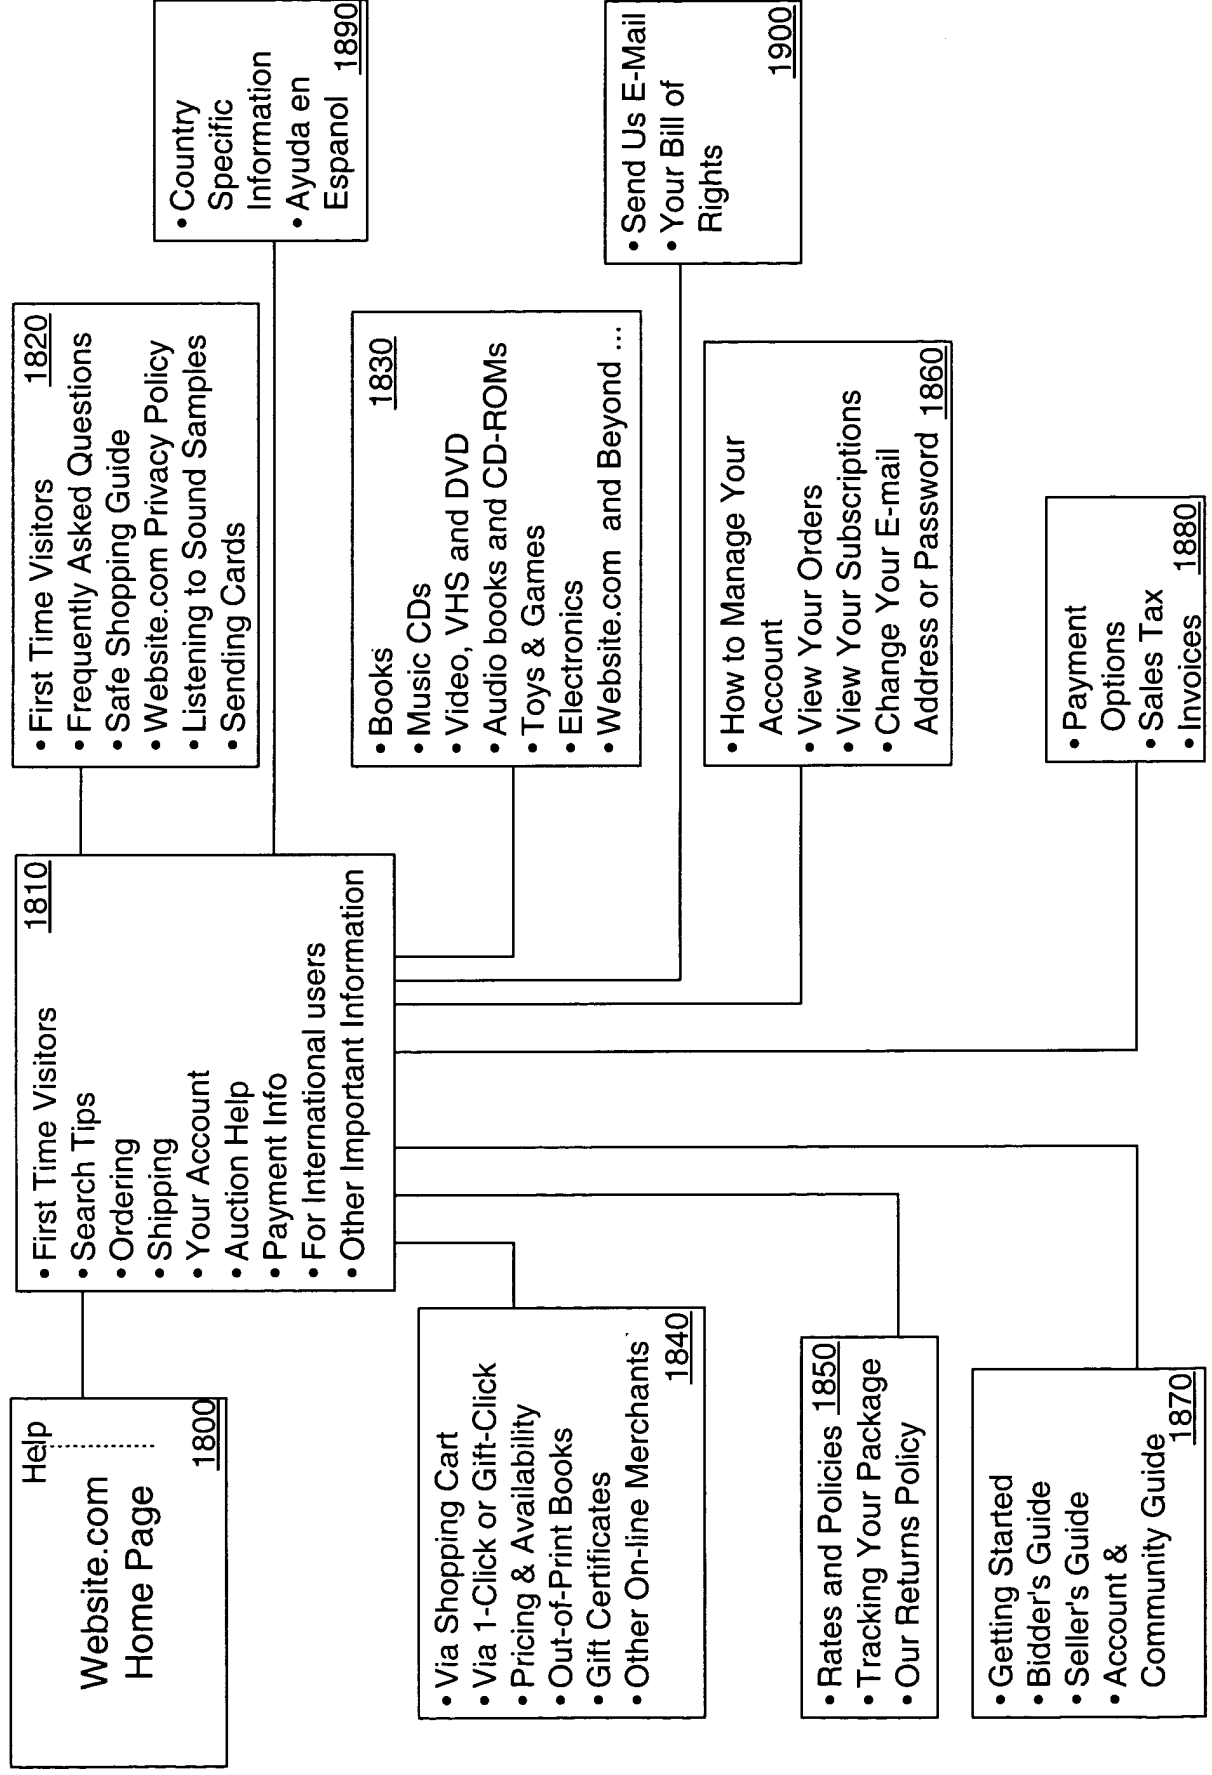 Help
Website.com
Home Page
1800
1810
• First Time Visitors
• Search Tips
• Ordering
• Shipping
• Your Account
• Auction Help
• Payment Info
• For International users
• Other Important Information
1820
• First Time Visitors
• Frequently Asked Questions
• Safe Shopping Guide
• Website.com Privacy Policy
• Listening to Sound Samples
• Sending Cards
• Country
Specific
Information
• Ayuda en
Espanol 1890
1830
• Books
• Music CDs
• Video, VHS and DVD
• Audio books and CD-ROMs
• Toys & Games
• Electronics
• Website.com and Beyond ...
• Send Us E-Mail
• Your Bill of
Rights
1900
• Via Shopping Cart
• Via 1-Click or Gift-Click
• Pricing & Availability
• Out-of-Print Books
• Gift Certificates
• Other On-line Merchants
1840
• How to Manage Your
Account
• View Your Orders
• View Your Subscriptions
• Change Your E-mail
Address or Password 1860
• Rates and Policies 1850
• Tracking Your Package
• Our Returns Policy
• Getting Started
• Bidder's Guide
• Seller's Guide
• Account &
Community Guide
1870
• Payment
Options
• Sales Tax
• Invoices 1880